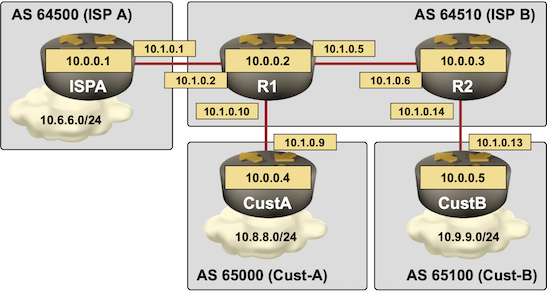 AS 64500 (ISP A)
AS 64510 (ISP B)
10.1.0.1
10.1.0.5
10.0.0.1
10.0.0.2
10.0.0.3
10.1.0.2
10.1.0.6
ISPA
R1
R2
10.6.6.0/24
10.1.0.10
10.1.0.14
10.1.0.9
10.1.0.13
10.0.0.4
10.0.0.5
CustA
CustB
10.8.8.0/24
10.9.9.0/24
AS 65000 (Cust-A)
AS 65100 (Cust-B)